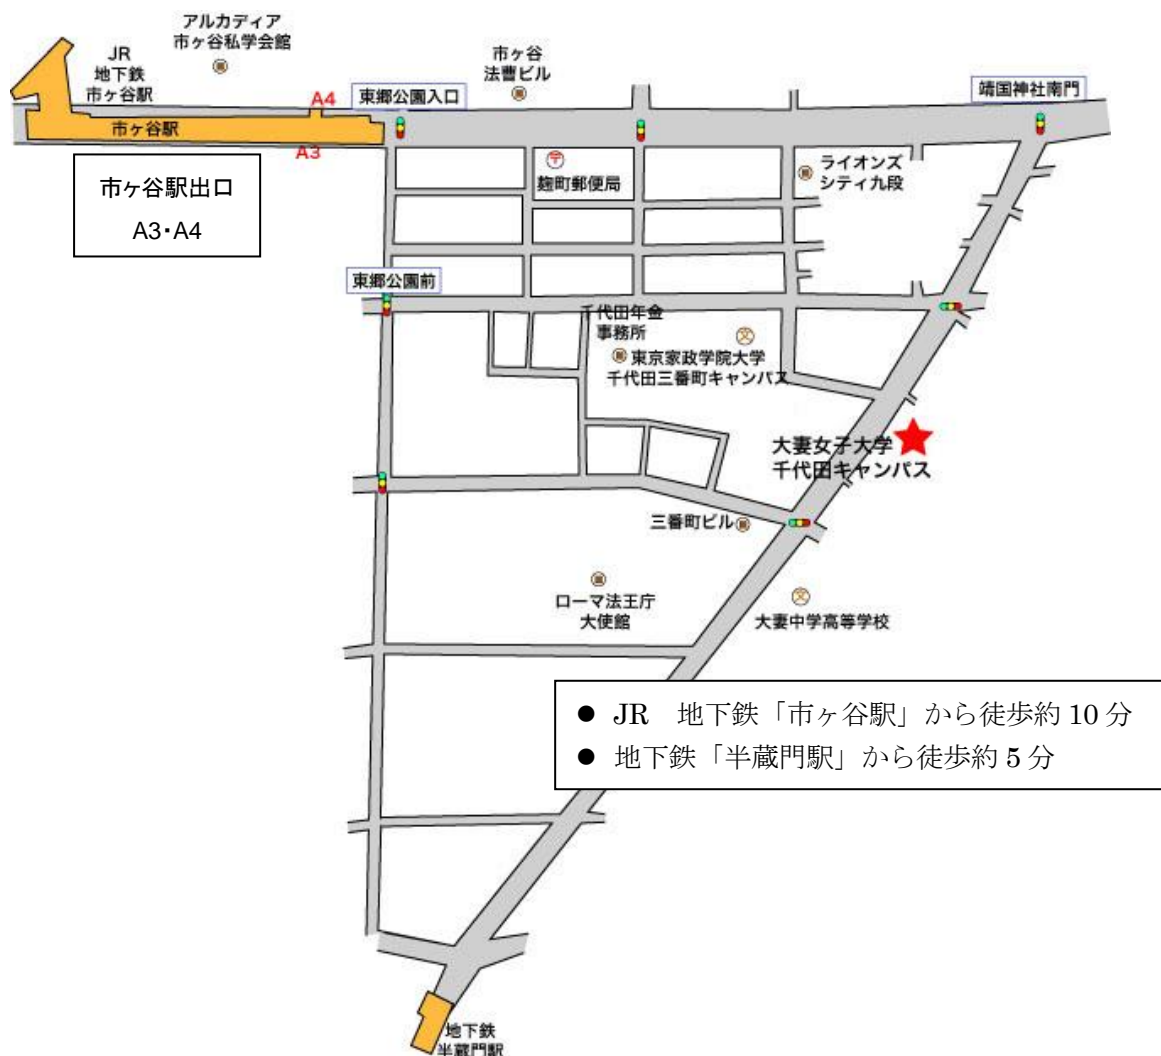 アルカディア
市ヶ谷私学会館
JR
地下鉄
市ヶ谷駅
市ヶ谷
法曹ビル
靖国神社南門
A4
東郷公園入口
市ヶ谷駅
A3
市ヶ谷駅出口
A3・A4
〒
麹町郵便局
ライオンズ
シティ九段
東郷公園前
千代田年金
事務所
文
東京家政学院大学
千代田三番町キャンパス
大妻女子大学
千代田キャンパス
三番町ビル
ローマ法王庁
大使館
文
大妻中学高等学校
● JR 地下鉄「市ヶ谷駅」から徒歩約 10 分
● 地下鉄「半蔵門駅」から徒歩約 5 分
地下鉄
半蔵門駅